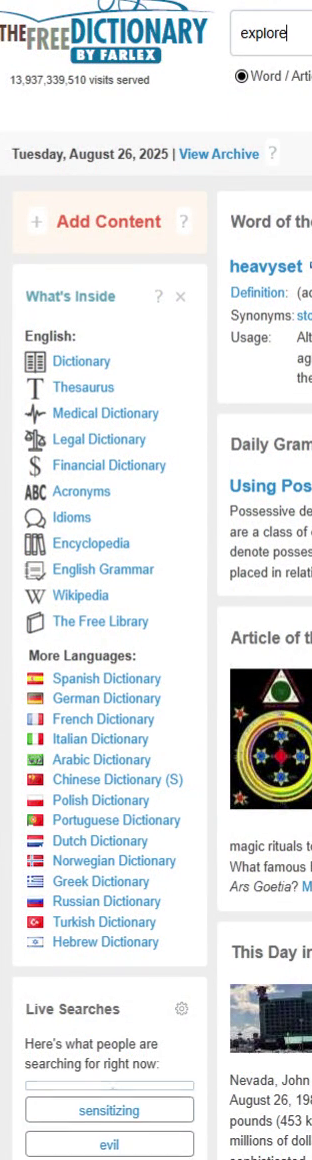 THEFREEDICTIONARY
BY FARLEX
explore
13,937,339,510 visits served
Word / Arti
Tuesday, August 26, 2025 | View Archive ?
+ Add Content ?
What's Inside ? ×
English:
Dictionary
T Thesaurus
Medical Dictionary
Legal Dictionary
$ Financial Dictionary
ABC Acronyms
Idioms
Encyclopedia
English Grammar
W Wikipedia
The Free Library
More Languages:
Spanish Dictionary
German Dictionary
French Dictionary
Italian Dictionary
Arabic Dictionary
Chinese Dictionary (S)
Polish Dictionary
Portuguese Dictionary
Dutch Dictionary
Norwegian Dictionary
Greek Dictionary
Russian Dictionary
Turkish Dictionary
Hebrew Dictionary
Live Searches
Here's what people are
searching for right now:
sensitizing
evil
Word of the
heavyset
Definition: (ad
Synonyms: sto
Usage: Alt
ag
the
Daily Gram
Using Pos
Possessive de
are a class of
denote posses
placed in relati
Article of th
magic rituals to
What famous
Ars Goetia? M
This Day in
Nevada, John
August 26, 198
pounds (453 k
millions of doll